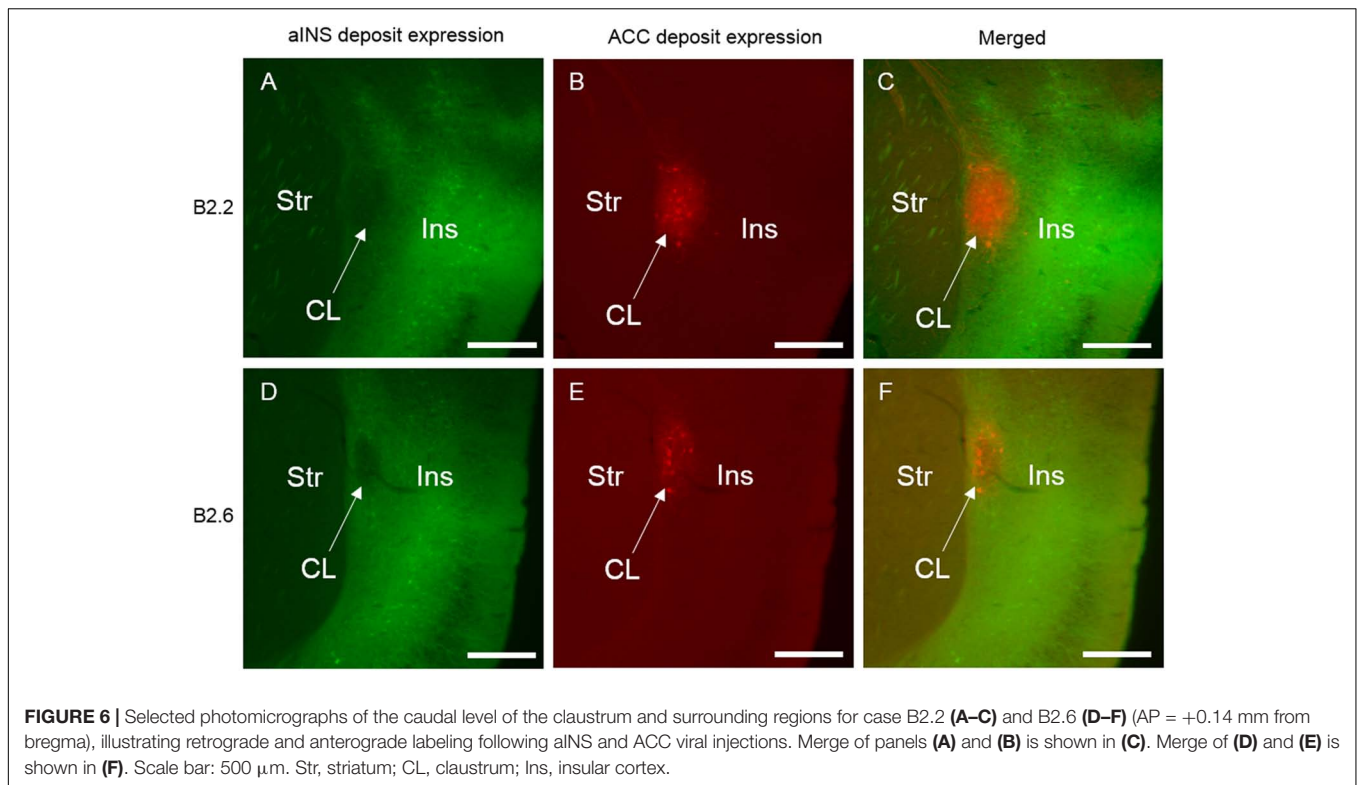 aINS deposit expression ACC deposit expression Merged
A B C
Str Ins Str Ins Str Ins
B2.2
CL CL CL
D E F
Str Ins Str Ins Str Ins
B2.6
CL CL CL
FIGURE 6 | Selected photomicrographs of the caudal level of the claustrum and surrounding regions for case B2.2 (A–C) and B2.6 (D–F) (AP = +0.14 mm from
bregma), illustrating retrograde and anterograde labeling following aINS and ACC viral injections. Merge of panels (A) and (B) is shown in (C). Merge of (D) and (E) is
shown in (F). Scale bar: 500 μm. Str, striatum; CL, claustrum; Ins, insular cortex.